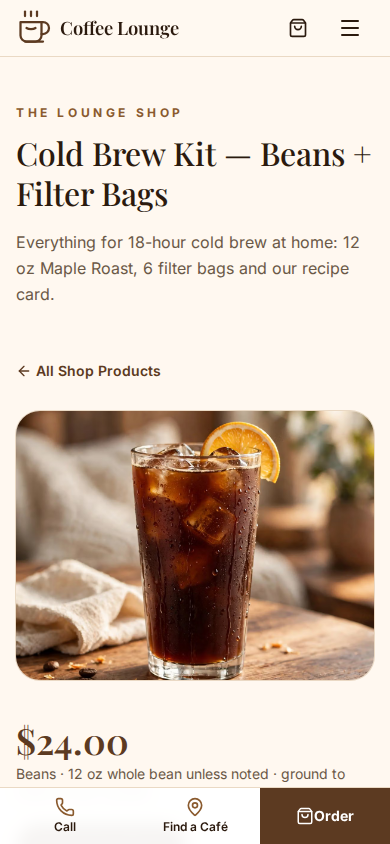 Coffee Lounge
THE LOUNGE SHOP
Cold Brew Kit — Beans +
Filter Bags
Everything for 18-hour cold brew at home: 12
oz Maple Roast, 6 filter bags and our recipe
card.
← All Shop Products
$24.00
Beans · 12 oz whole bean unless noted · ground to
Call
Find a Café
Order